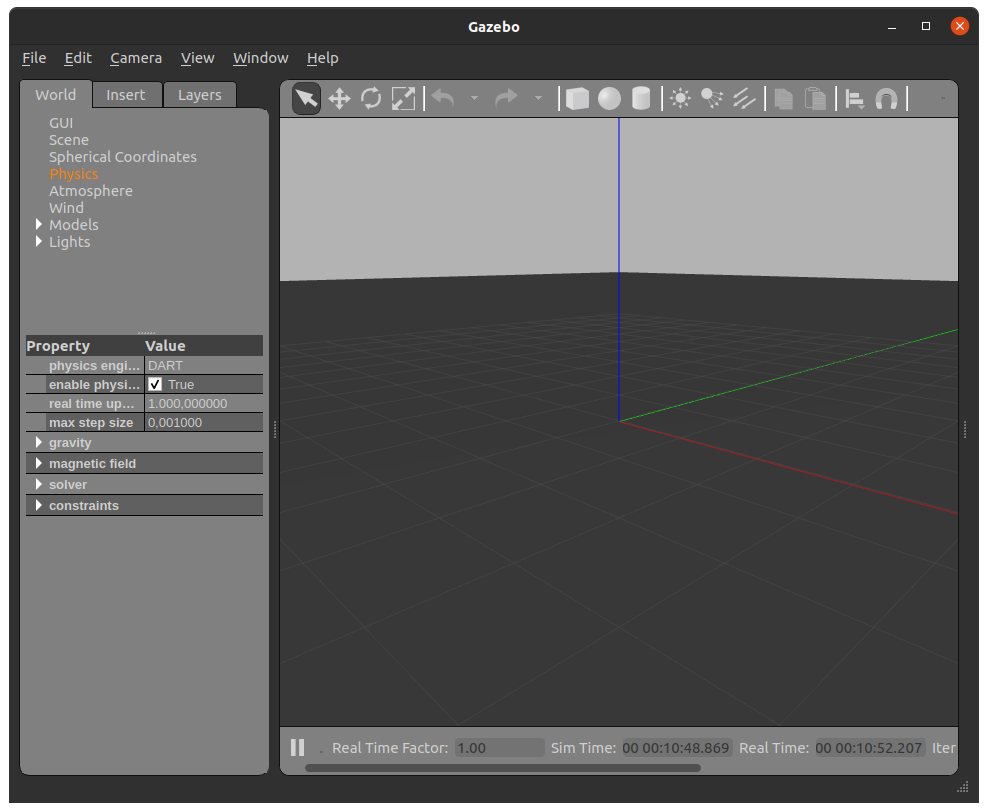 Gazebo
File Edit Camera View Window Help
World Insert Layers
GUI
Scene
Spherical Coordinates
Physics
Atmosphere
Wind
Models
Lights
Property Value
physics engi... DART
enable physi... True
real time up... 1.000,000000
max step size 0,001000
gravity
magnetic field
solver
constraints
Real Time Factor: 1.00 Sim Time: 00 00:10:48.869 Real Time: 00 00:10:52.207 Iter